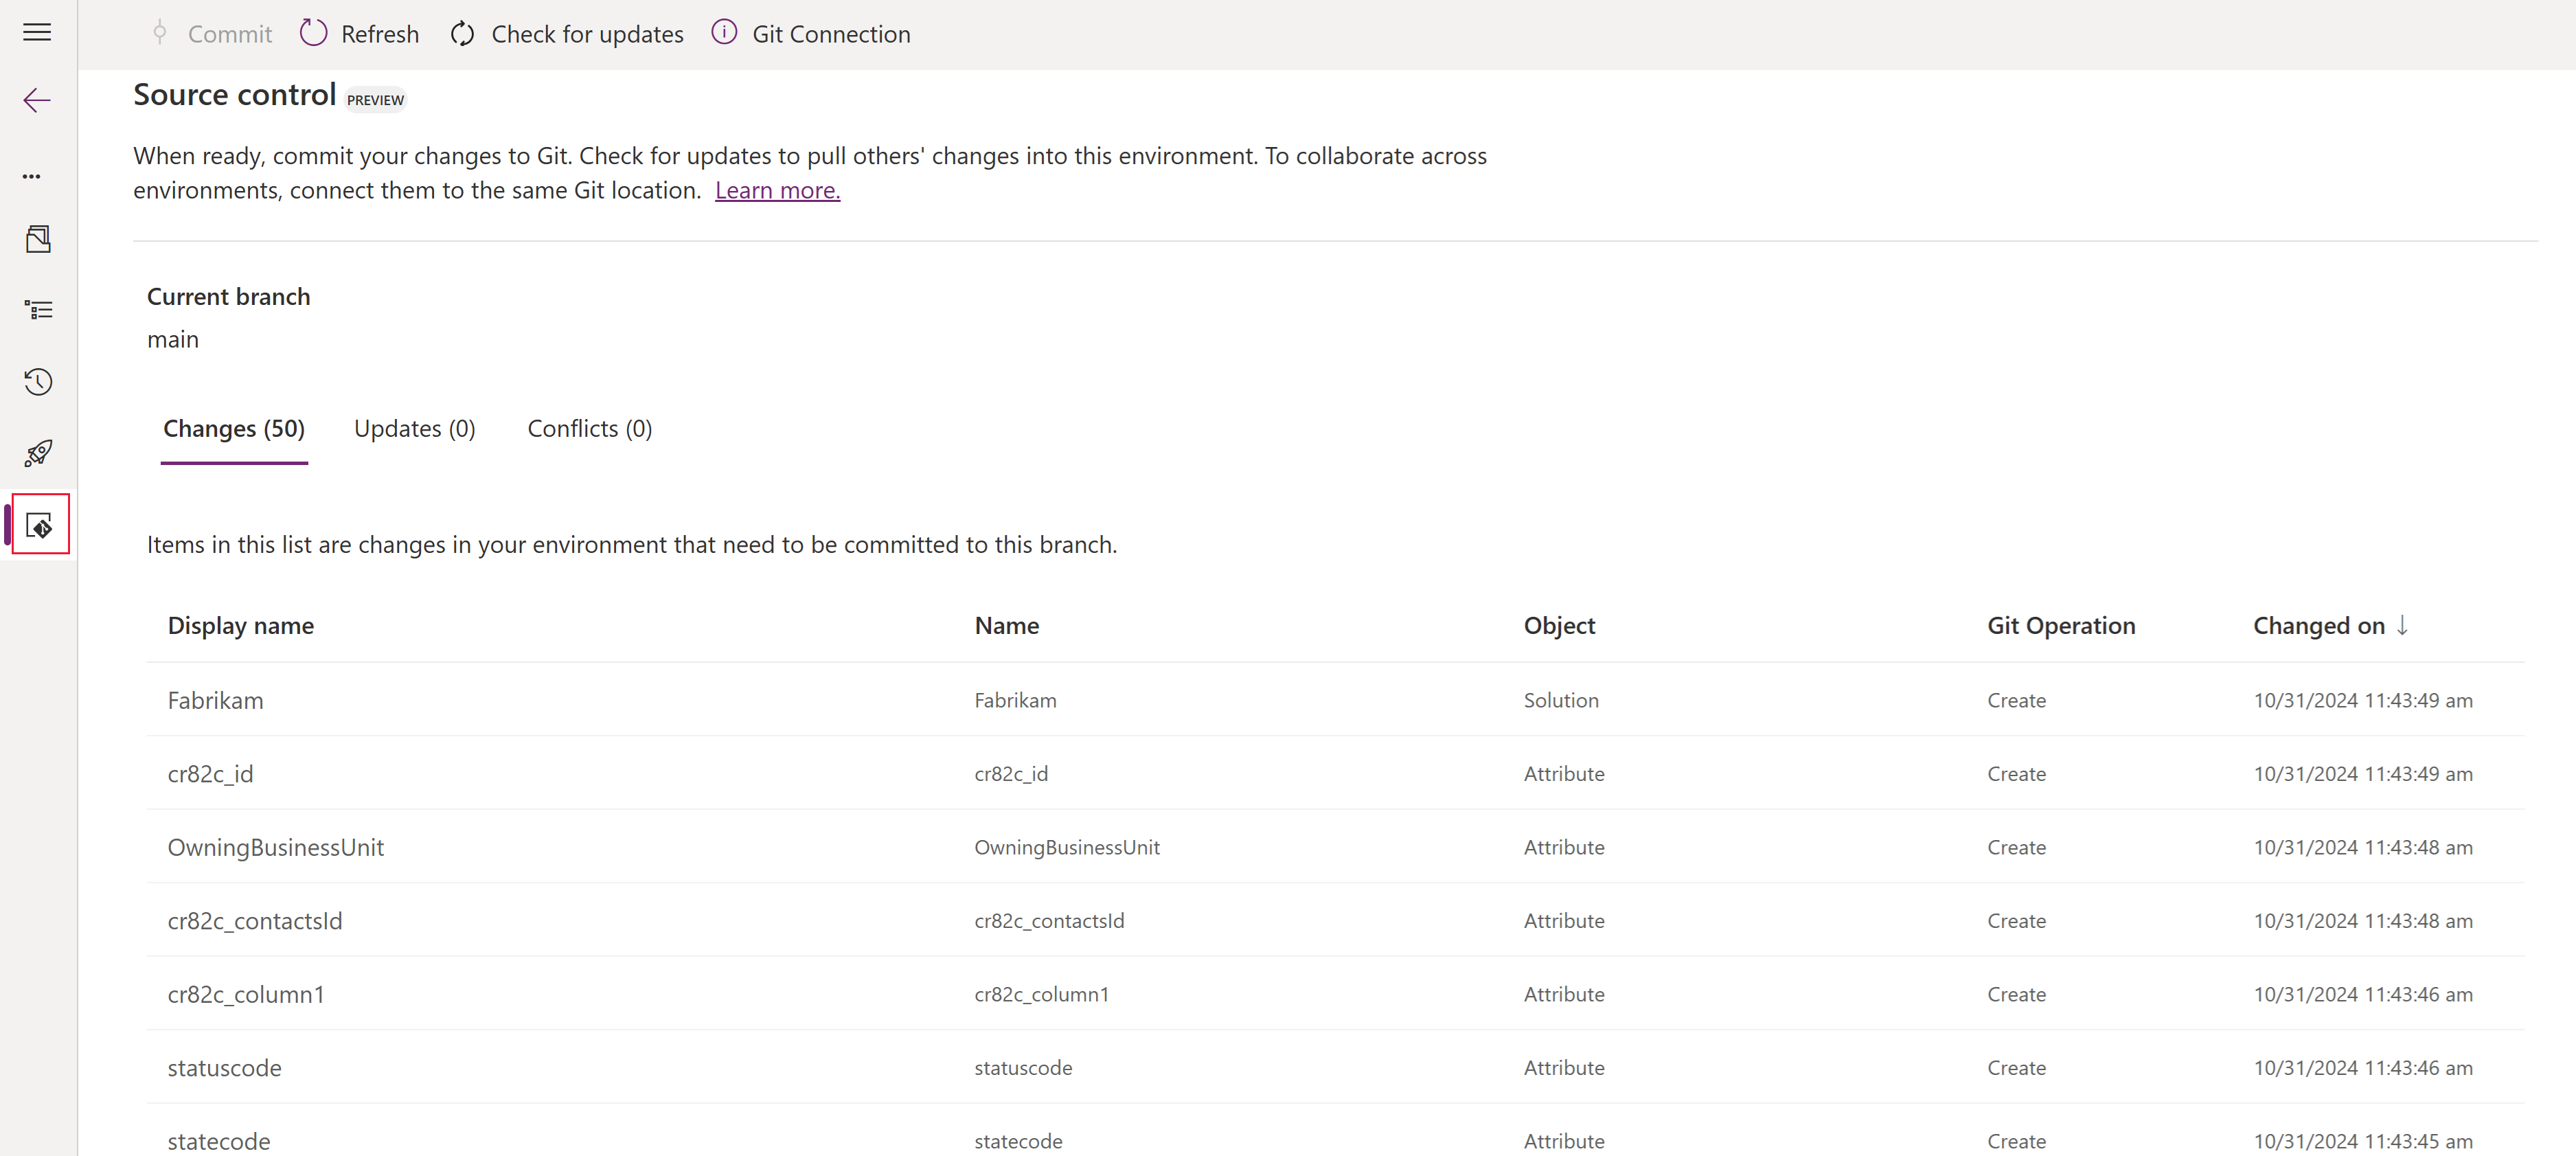 Commit Refresh Check for updates Git Connection
Source control PREVIEW
When ready, commit your changes to Git. Check for updates to pull others' changes into this environment. To collaborate across
environments, connect them to the same Git location. Learn more.
Current branch
main
Changes (50) Updates (0) Conflicts (0)
Items in this list are changes in your environment that need to be committed to this branch.
Display name Name Object Git Operation Changed on ↓
Fabrikam Fabrikam Solution Create 10/31/2024 11:43:49 am
cr82c_id cr82c_id Attribute Create 10/31/2024 11:43:49 am
OwningBusinessUnit OwningBusinessUnit Attribute Create 10/31/2024 11:43:48 am
cr82c_contactsId cr82c_contactsId Attribute Create 10/31/2024 11:43:48 am
cr82c_column1 cr82c_column1 Attribute Create 10/31/2024 11:43:46 am
statuscode statuscode Attribute Create 10/31/2024 11:43:46 am
statecode statecode Attribute Create 10/31/2024 11:43:45 am